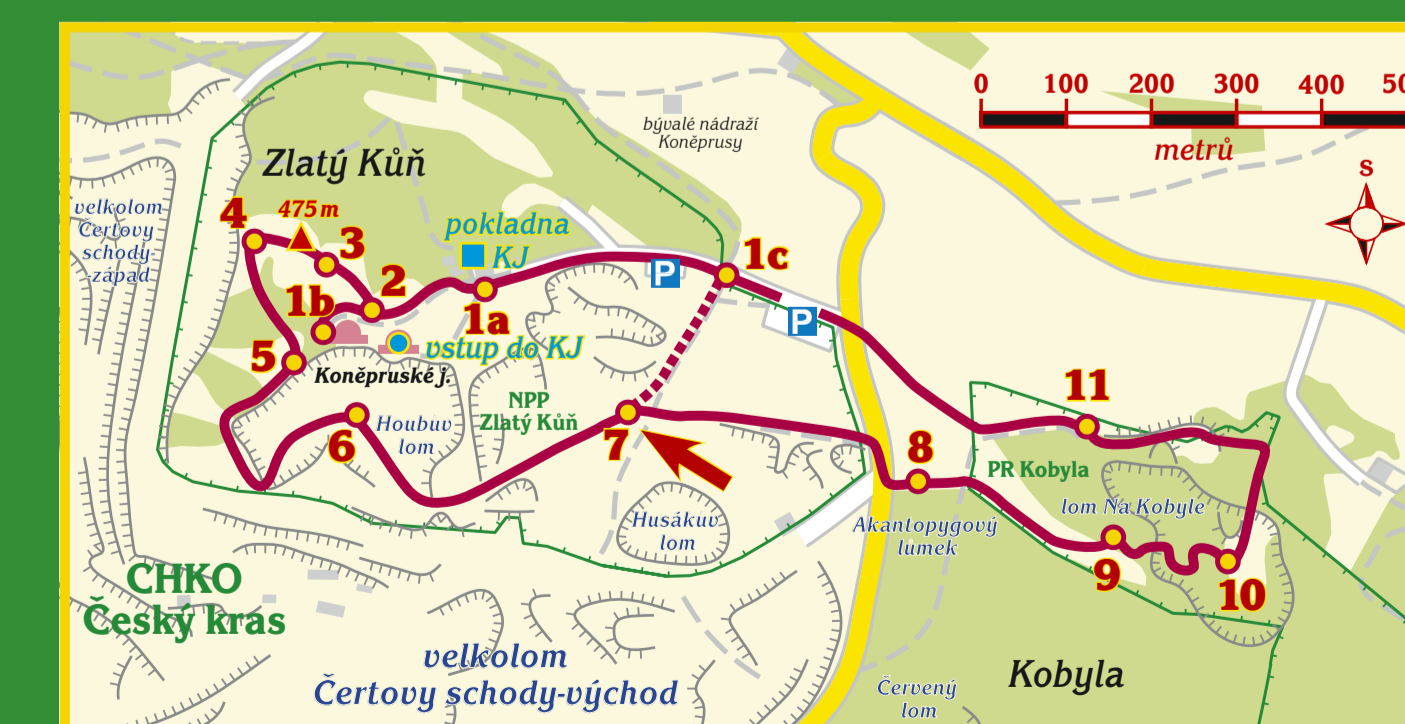 0 100 200 300 400
metrů
S
bývalé nádraží
Koněprusy
Zlatý Kůň
475 m
velkolom
Čertovy
schody-
-západ
4
3
2
1b
pokladna
KJ
1a
1c
P
P
vstup do KJ
5
Koněpruské j.
6
Houbův
lom
NPP
Zlatý Kůň
7
8
11
PR Kobyla
lom Na Kobyle
9
10
Husákův
lom
Akantopygový
lumek
CHKO
Český kras
velkolom
Čertovy schody-východ
Kobyla
Červený
lom